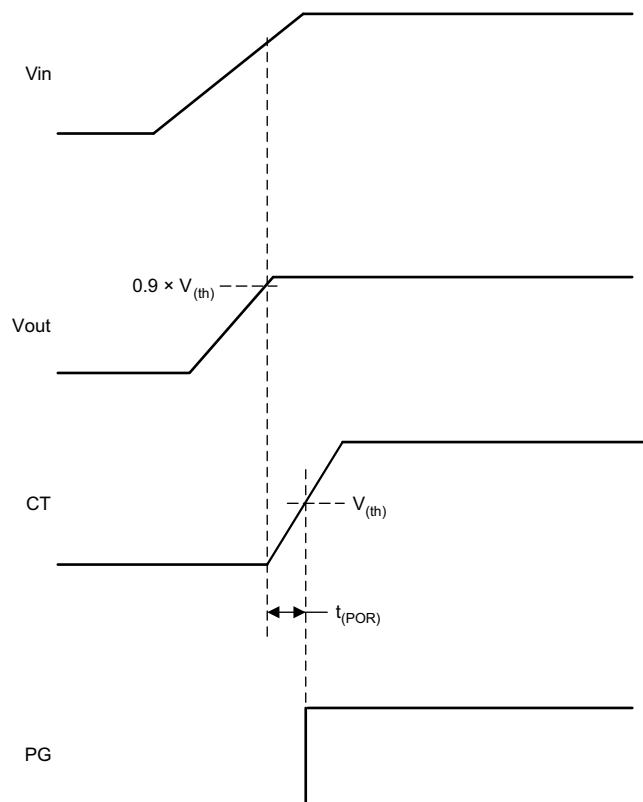 Vin
0.9 × V(th)
Vout
CT
V(th)
t(POR)
PG